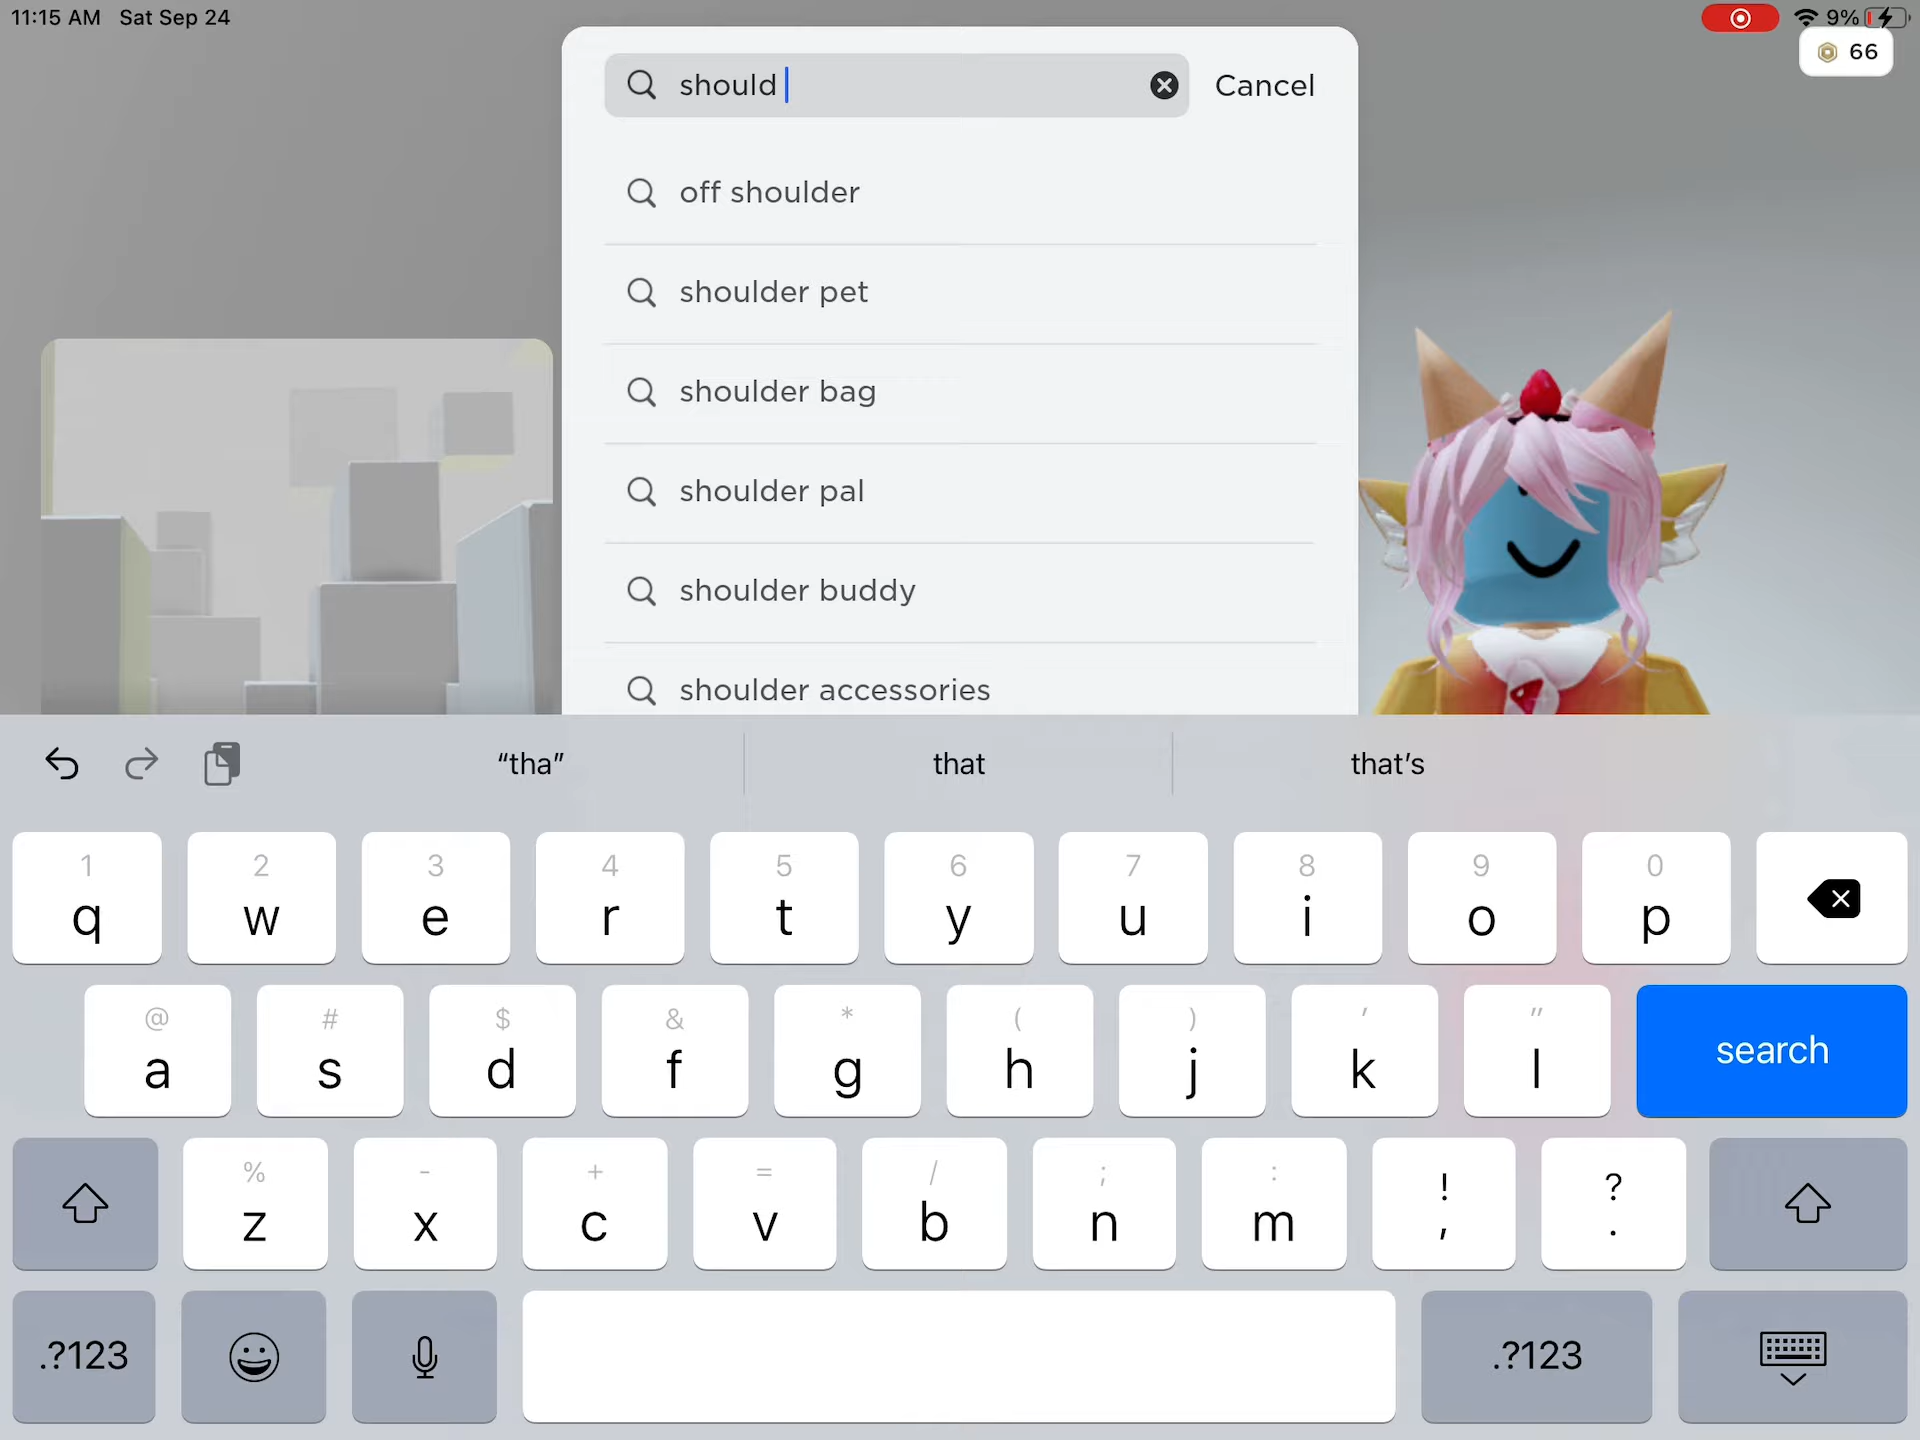 11:15 AM Sat Sep 24
9%
66
should
Cancel
off shoulder
shoulder pet
shoulder bag
shoulder pal
shoulder buddy
shoulder accessories
“tha” that that’s
1 2 3 4 5 6 7 8 9 0
q w e r t y u i o p
@ # $ & * ( ) ' "
a s d f g h j k l search
% - + = / ; : ! ?
z x c v b n m , .
.?123 .?123